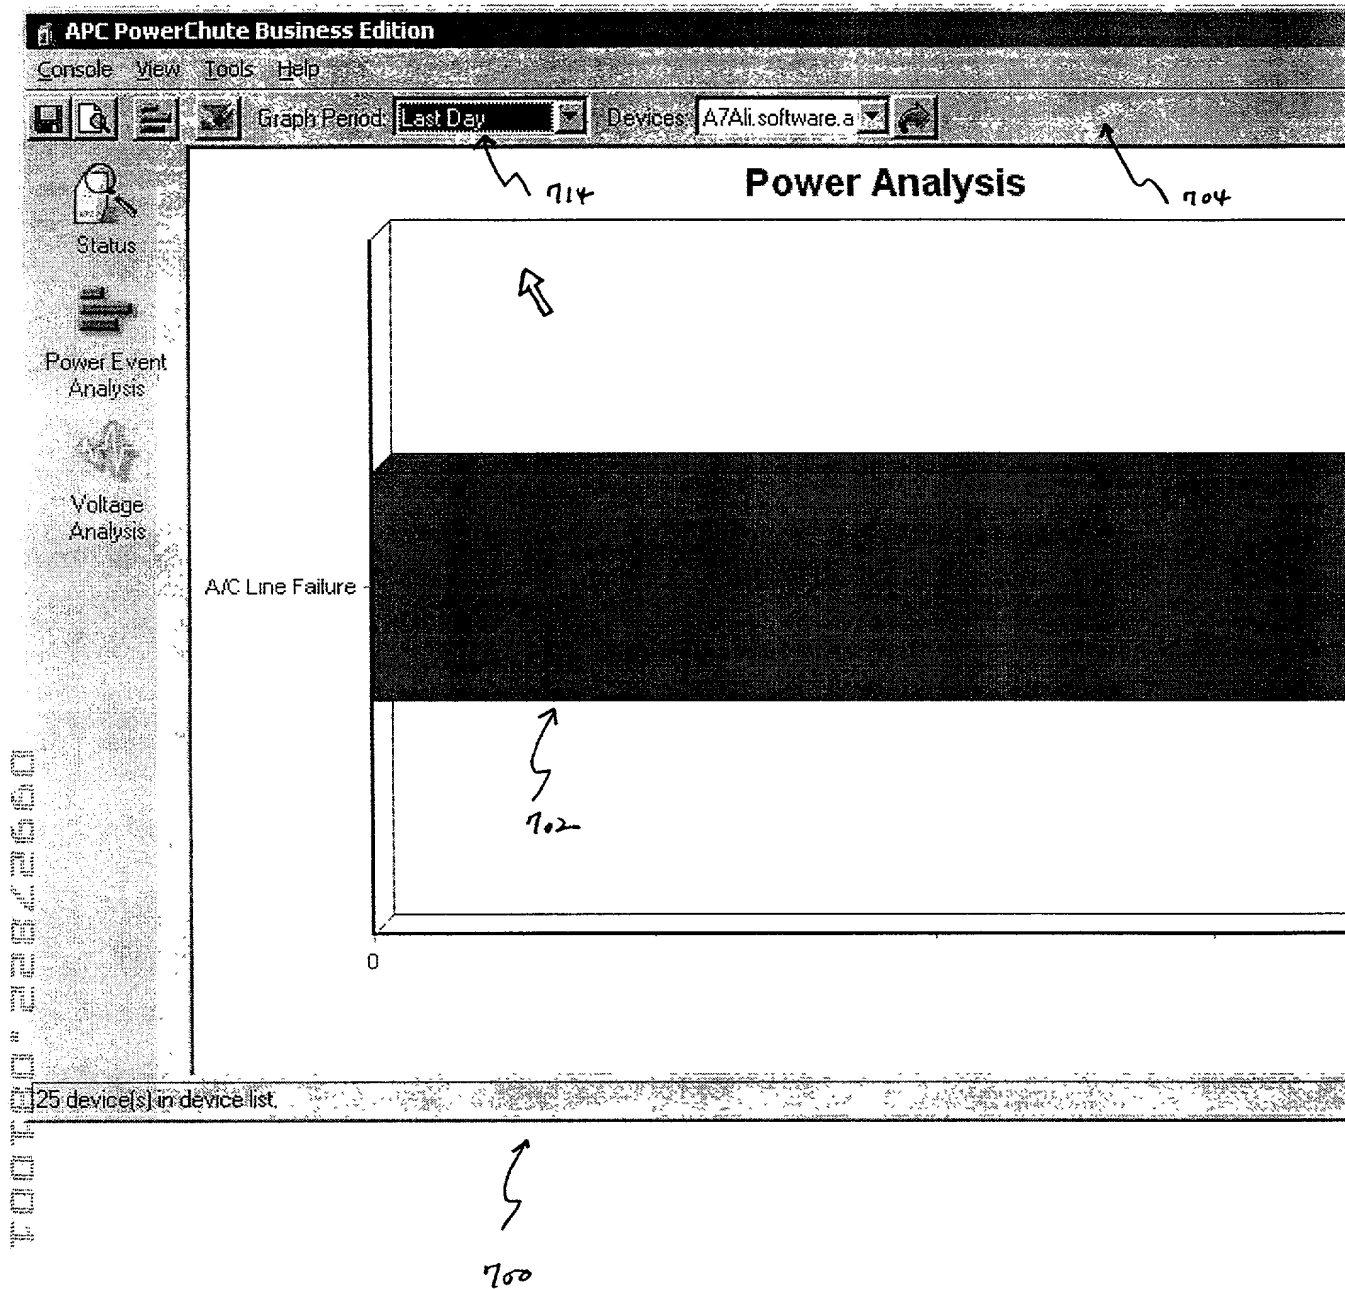 APC PowerChute Business Edition
Console View Tools Help
Graph Period: Last Day Devices: A7Ali.software.a
714
Power Analysis
704
Status
Power Event
Analysis
Voltage
Analysis
A/C Line Failure
702
0
25 device(s) in device list.
700